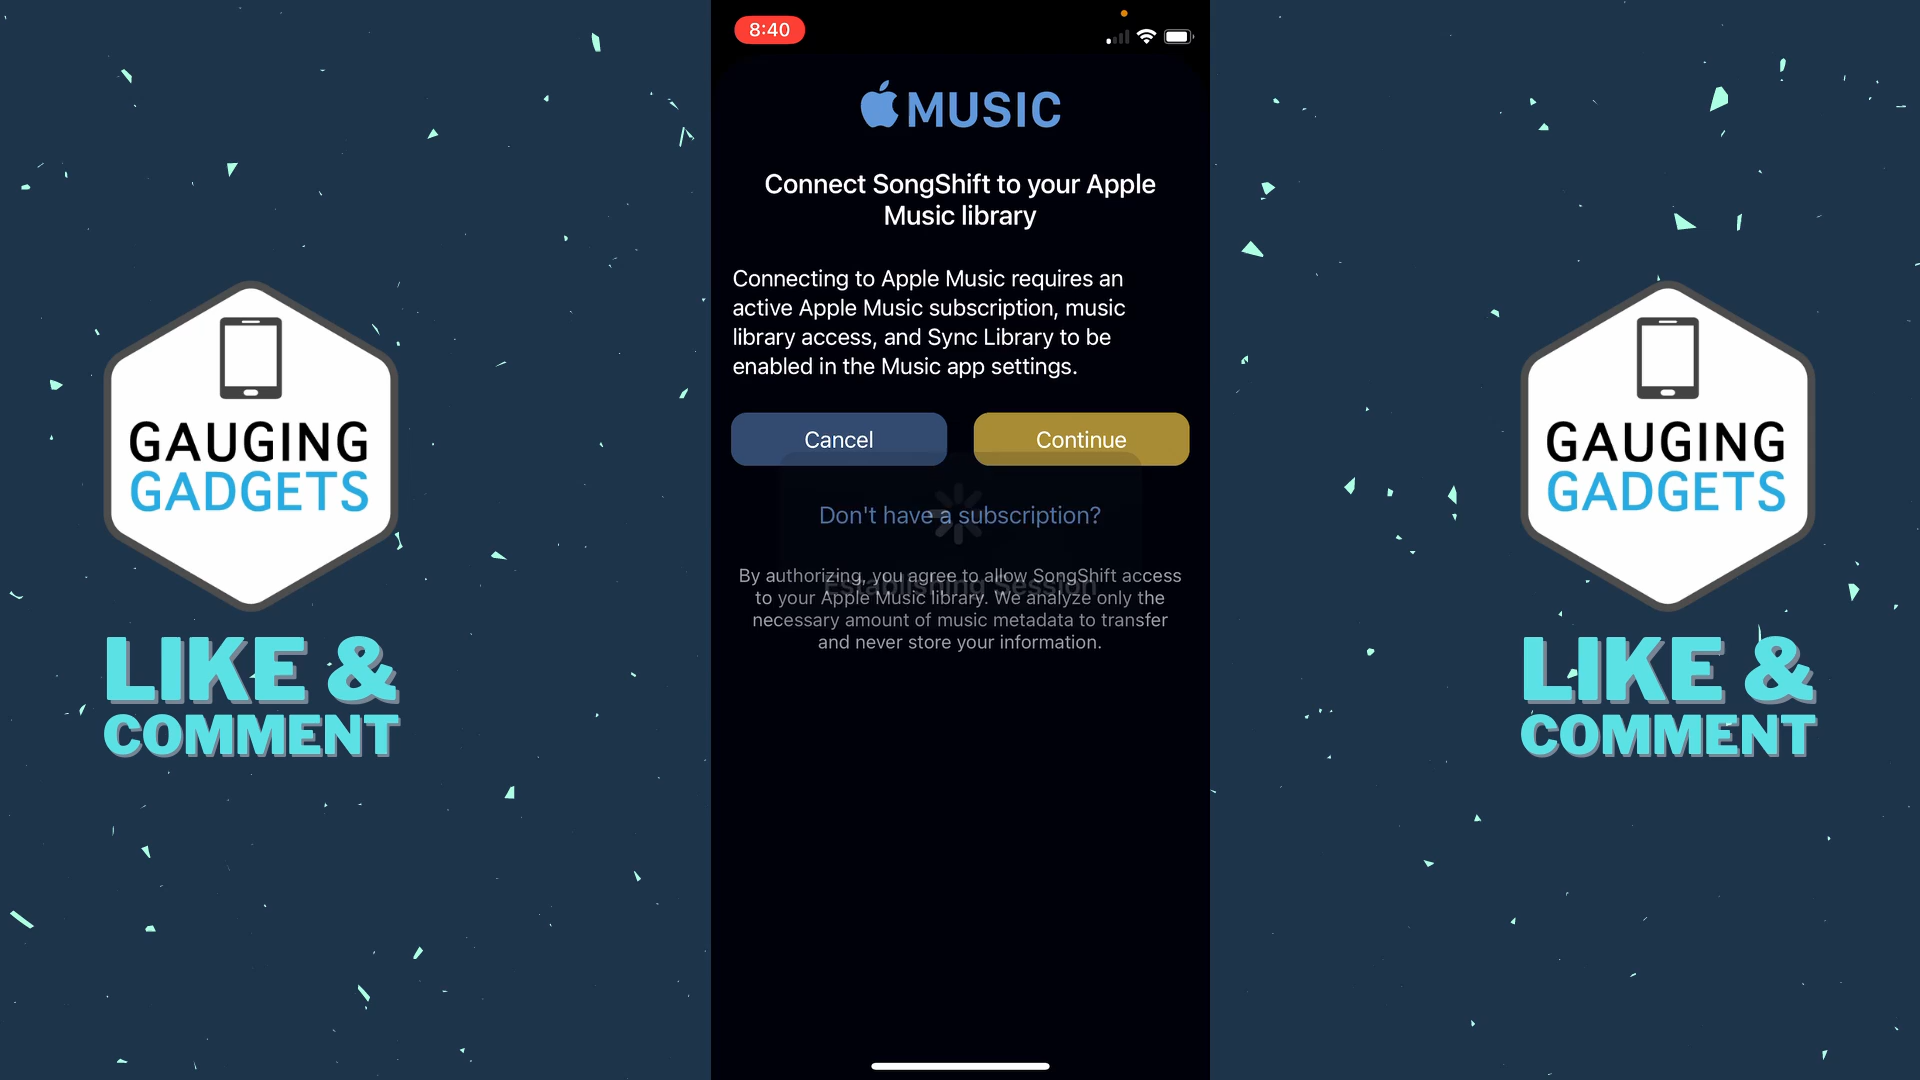 8:40
MUSIC
Connect SongShift to your Apple
Music library
Connecting to Apple Music requires an
active Apple Music subscription, music
library access, and Sync Library to be
enabled in the Music app settings.
Cancel
Continue
Don't have a subscription?
Establishing Session
By authorizing, you agree to allow SongShift access
to your Apple Music library. We analyze only the
necessary amount of music metadata to transfer
and never store your information.
GAUGING
GADGETS
LIKE &
COMMENT
GAUGING
GADGETS
LIKE &
COMMENT